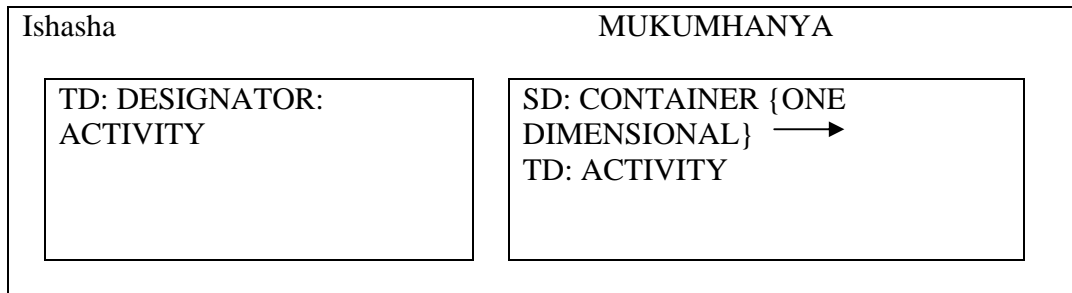 Ishasha MUKUMHANYA
TD: DESIGNATOR:
ACTIVITY
SD: CONTAINER {ONE
DIMENSIONAL}
TD: ACTIVITY